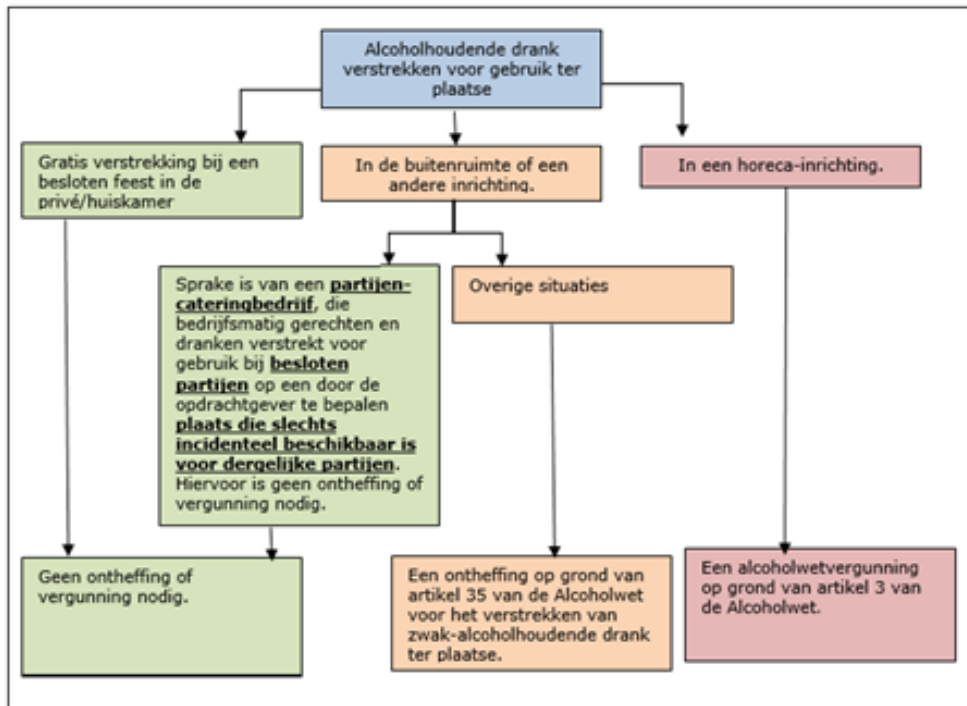 Alcoholhoudende drank
verstrekken voor gebruik ter
plaatse
Gratis verstrekking bij een
besloten feest in de
privé/huiskamer
In de buitenruimte of een
andere inrichting.
In een horeca-inrichting.
Sprake is van een partijen-
cateringbedrijf, die
bedrijfsmatig gerechten en
dranken verstrekt voor
gebruik bij besloten
partijen op een door de
opdrachtgever te bepalen
plaats die slechts
incidenteel beschikbaar is
voor dergelijke partijen.
Hiervoor is geen ontheffing of
vergunning nodig.
Overige situaties
Geen ontheffing of
vergunning nodig.
Een ontheffing op grond van
artikel 35 van de Alcoholwet
voor het verstrekken van
zwak-alcoholhoudende drank
ter plaatse.
Een alcoholwetvergunning
op grond van artikel 3 van
de Alcoholwet.